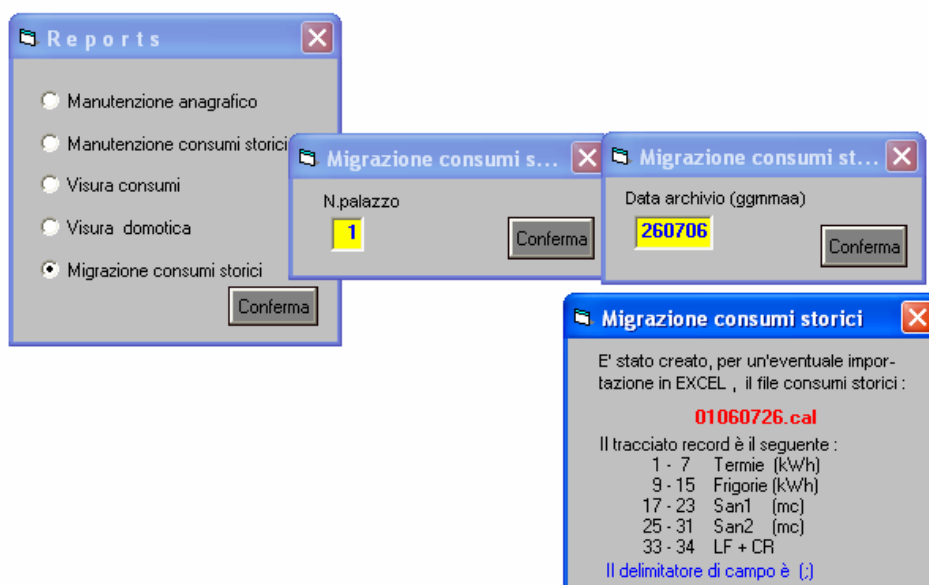 Reports
Manutenzione anagrafico
Manutenzione consumi storici
Visura consumi
Visura domotica
Migrazione consumi storici
Conferma
Migrazione consumi s...
N.palazzo
1
Conferma
Migrazione consumi st...
Data archivio (ggmmaa)
260706
Conferma
Migrazione consumi storici
E' stato creato, per un'eventuale impor-
tazione in EXCEL , il file consumi storici :
01060726.cal
Il tracciato record è il seguente :
1 - 7 Termie (kWh)
9 - 15 Frigorie (kWh)
17 - 23 San1 (mc)
25 - 31 San2 (mc)
33 - 34 LF + CR
Il delimitatore di campo è (;)